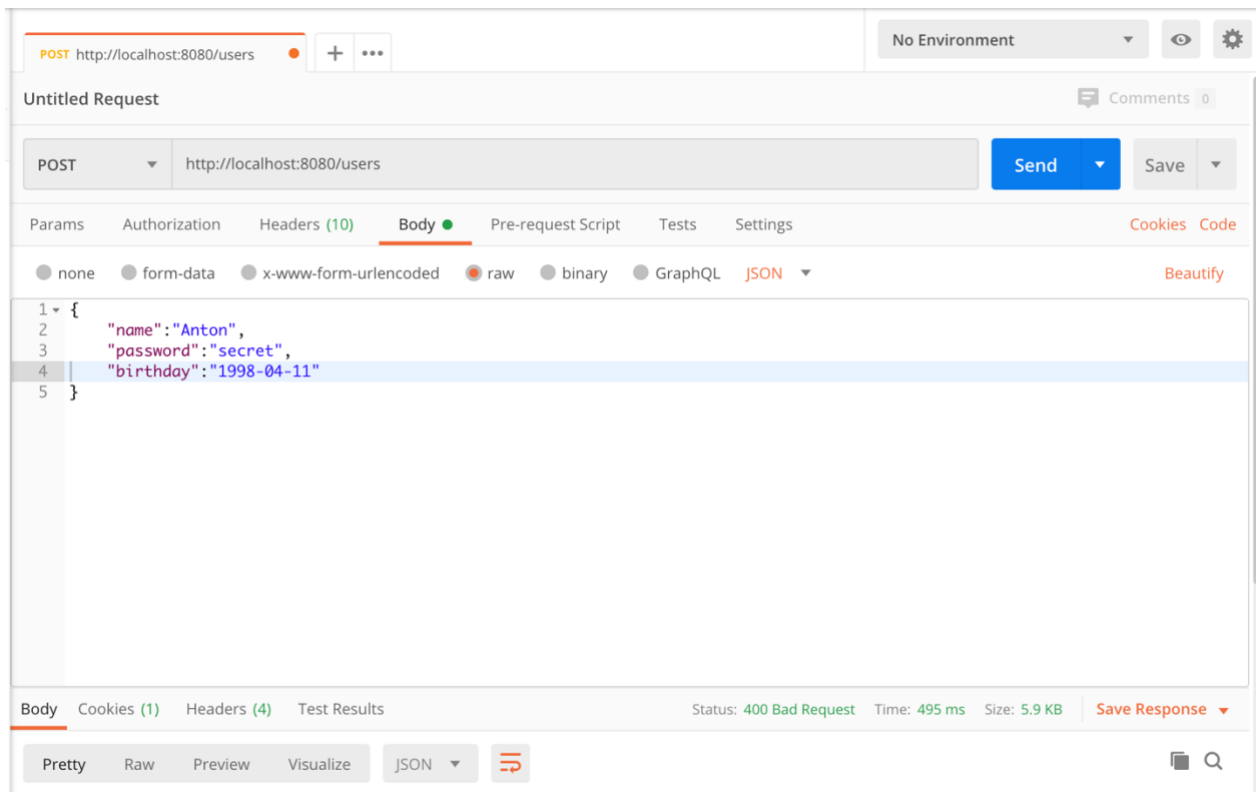 POST http://localhost:8080/users
No Environment
Untitled Request
Comments 0
POST http://localhost:8080/users Send Save
Params Authorization Headers (10) Body Pre-request Script Tests Settings Cookies Code
none form-data x-www-form-urlencoded raw binary GraphQL JSON Beautify
1 {
2 "name":"Anton",
3 "password":"secret",
4 "birthday":"1998-04-11"
5 }
Body Cookies (1) Headers (4) Test Results Status: 400 Bad Request Time: 495 ms Size: 5.9 KB Save Response
Pretty Raw Preview Visualize JSON